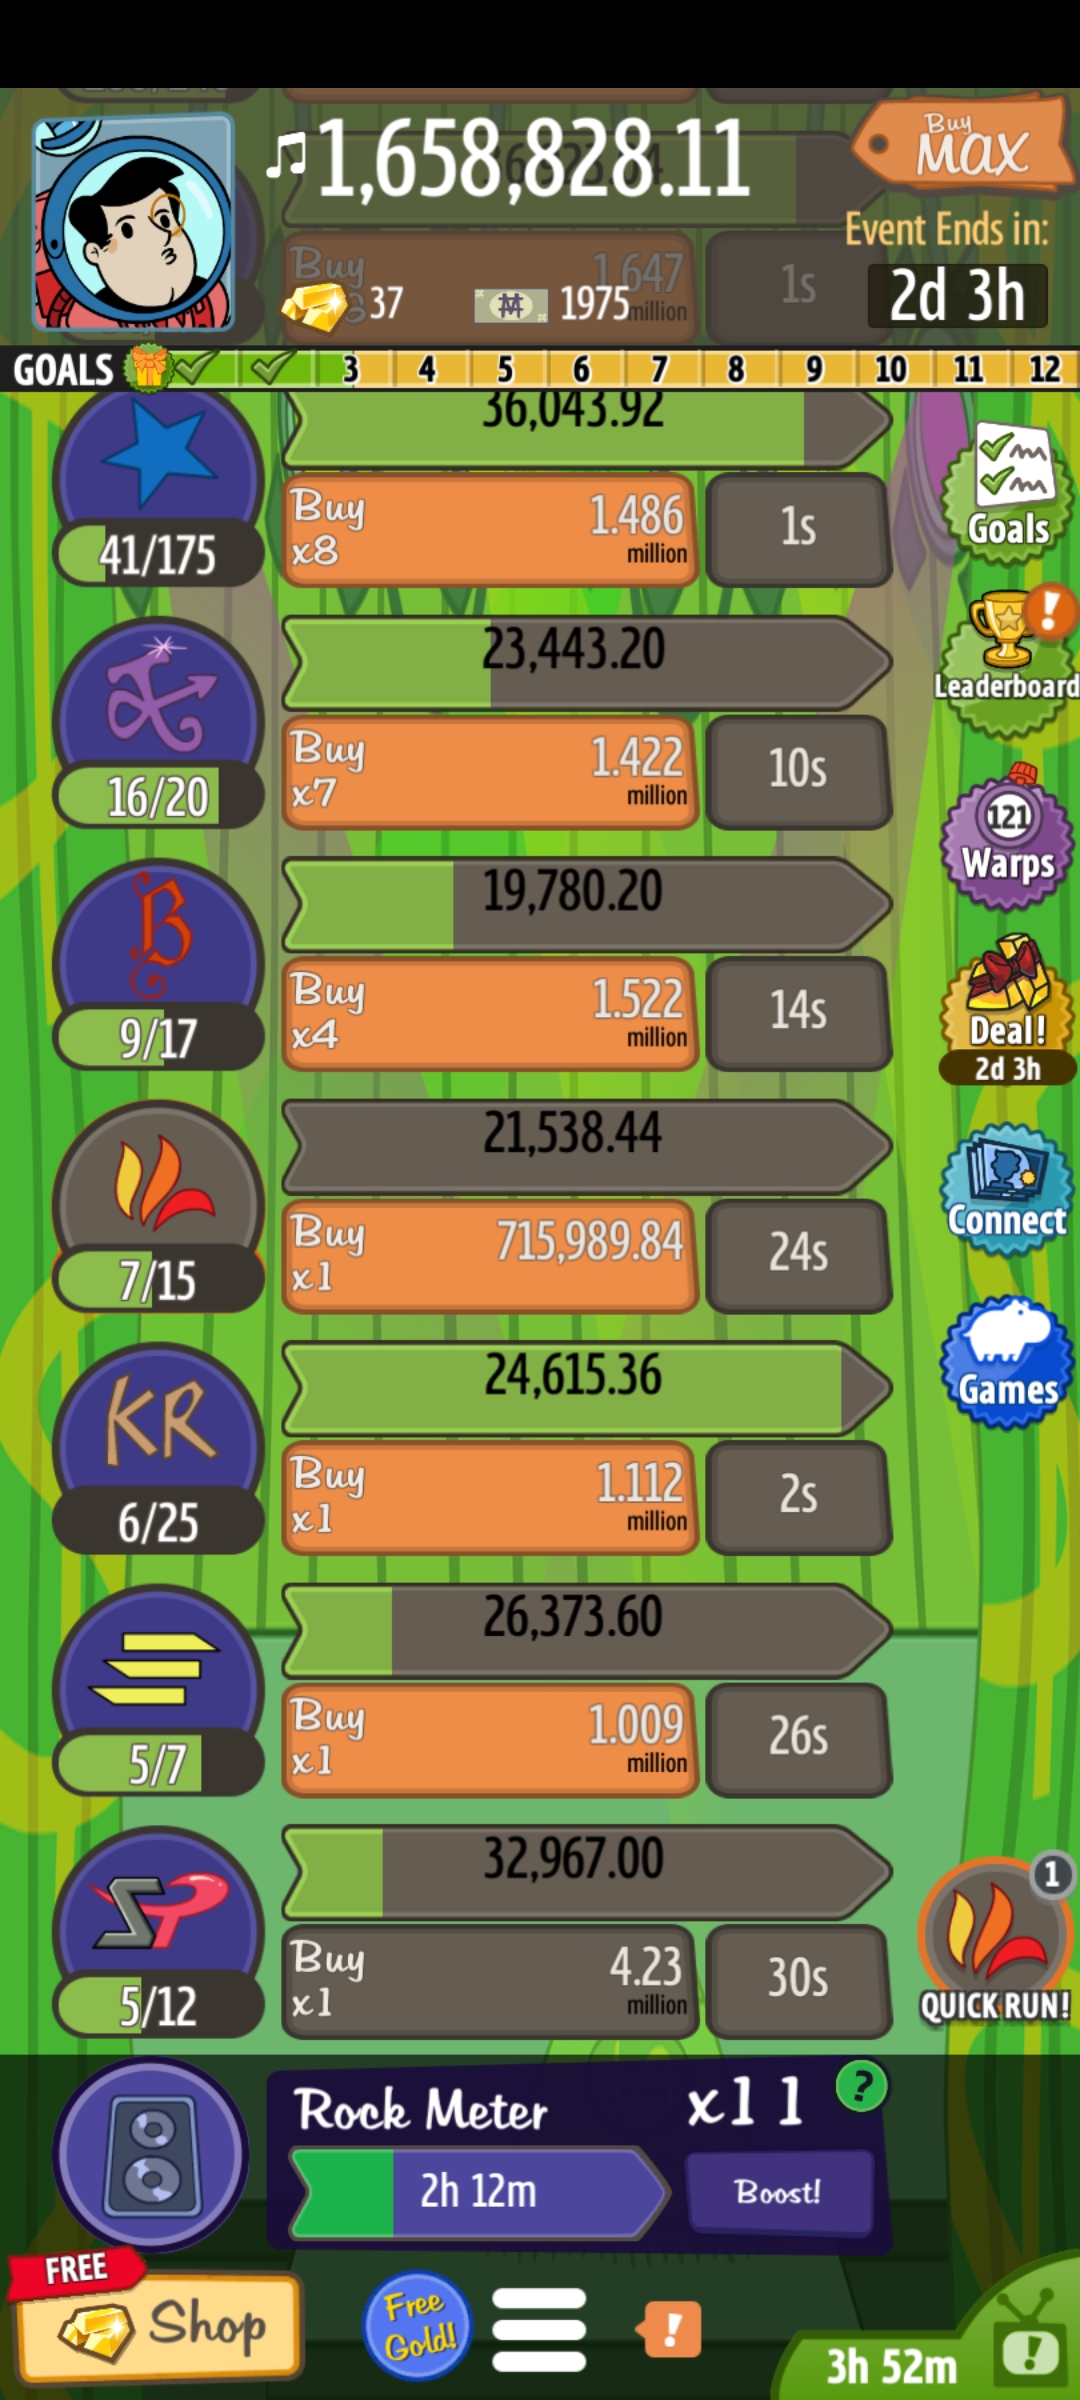 ♫1,658,828.11
Buy
MAX
Event Ends in:
2d 3h
Buy
1.647
million
1s
37
1975
GOALS 3 4 5 6 7 8 9 10 11 12
36,043.92
41/175
Buy
x8
1.486
million
1s
Goals
23,443.20
16/20
Buy
x7
1.422
million
10s
!
Leaderboard
19,780.20
B
9/17
Buy
x4
1.522
million
14s
121
Warps
Deal!
2d 3h
21,538.44
7/15
Buy
x1
715,989.84
24s
Connect
24,615.36
KR
6/25
Buy
x1
1.112
million
2s
Games
26,373.60
5/7
Buy
x1
1.009
million
26s
32,967.00
SP
5/12
Buy
x1
4.23
million
30s
1
QUICK RUN!
Rock Meter
x11
?
2h 12m
Boost!
FREE
Shop
Free
Gold!
!
3h 52m
!